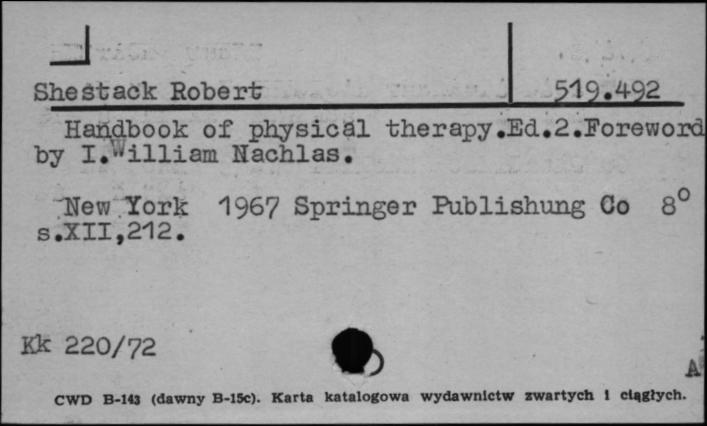 Shestack Robert 519.492
Handbook of physical therapy.Ed.2.Foreword
by I.William Nachlas.
New York 1967 Springer Publishung Co 8°
s.XII,212.
Kk 220/72
A
CWD B-143 (dawny B-15c). Karta katalogowa wydawnictw zwartych i ciągłych.